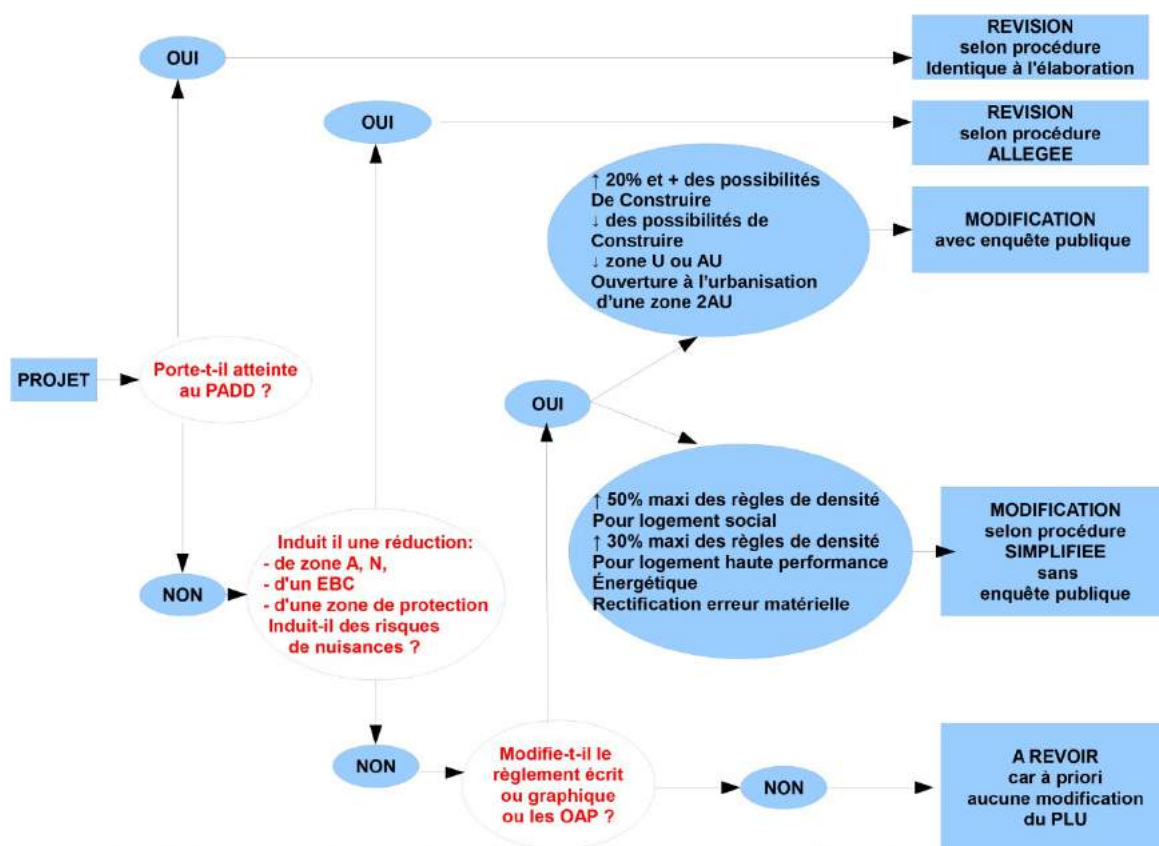 OUI
REVISION
selon procédure
Identique à l'élaboration
OUI
REVISION
selon procédure
ALLEGEE
↑ 20% et + des possibilités
De Construire
↓ des possibilités de
Construire
↓ zone U ou AU
Ouverture à l'urbanisation
d'une zone 2AU
MODIFICATION
avec enquête publique
PROJET
Porte-t-il atteinte
au PADD ?
OUI
↑ 50% maxi des règles de densité
Pour logement social
↑ 30% maxi des règles de densité
Pour logement haute performance
Énergétique
Rectification erreur matérielle
MODIFICATION
selon procédure
SIMPLIFIEE
sans
enquête publique
NON
Induit il une réduction:
- de zone A, N,
- d'un EBC
- d'une zone de protection
Induit-il des risques
de nuisances ?
NON
Modifie-t-il le
règlement écrit
ou graphique
ou les OAP ?
NON
A REVOIR
car à priori
aucune modification
du PLU